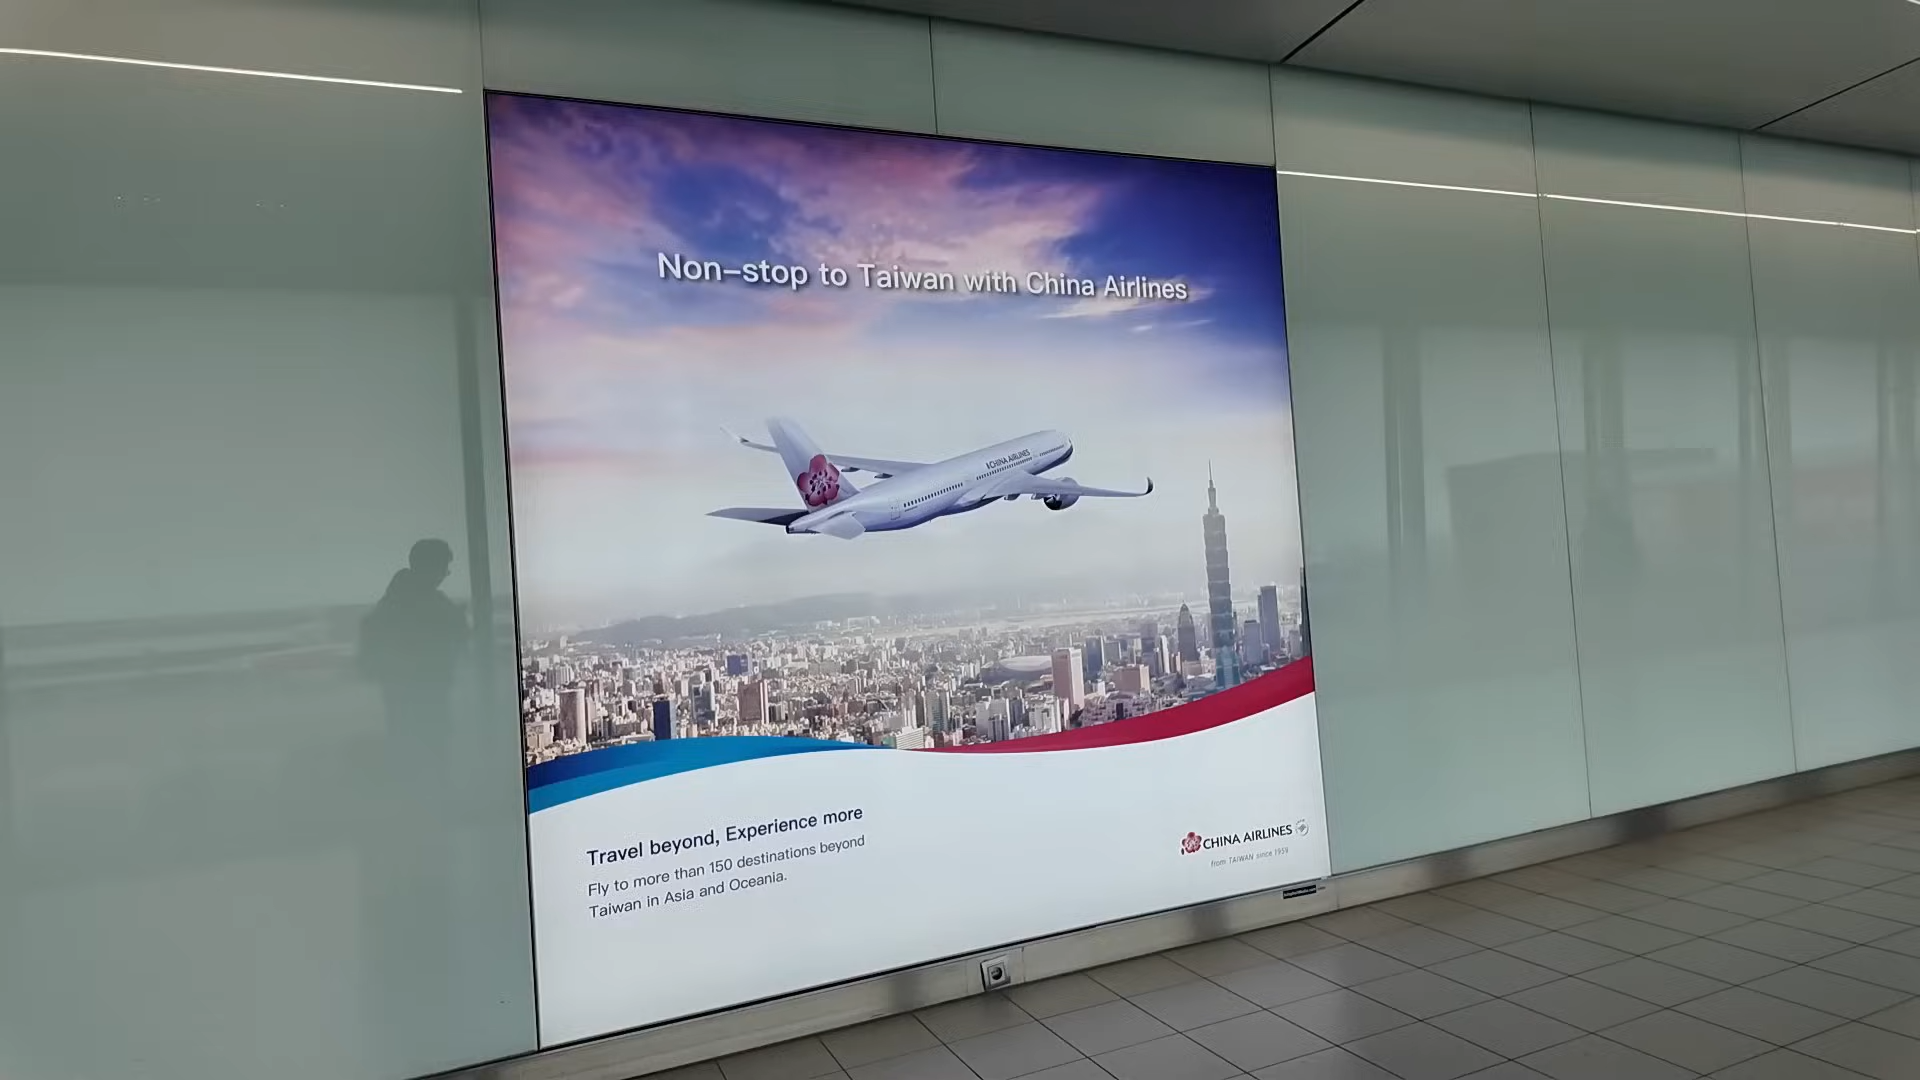 Non-stop to Taiwan with China Airlines
CHINA AIRLINES
Travel beyond, Experience more
Fly to more than 150 destinations beyond
Taiwan in Asia and Oceania.
CHINA AIRLINES
from TAIWAN since 1959